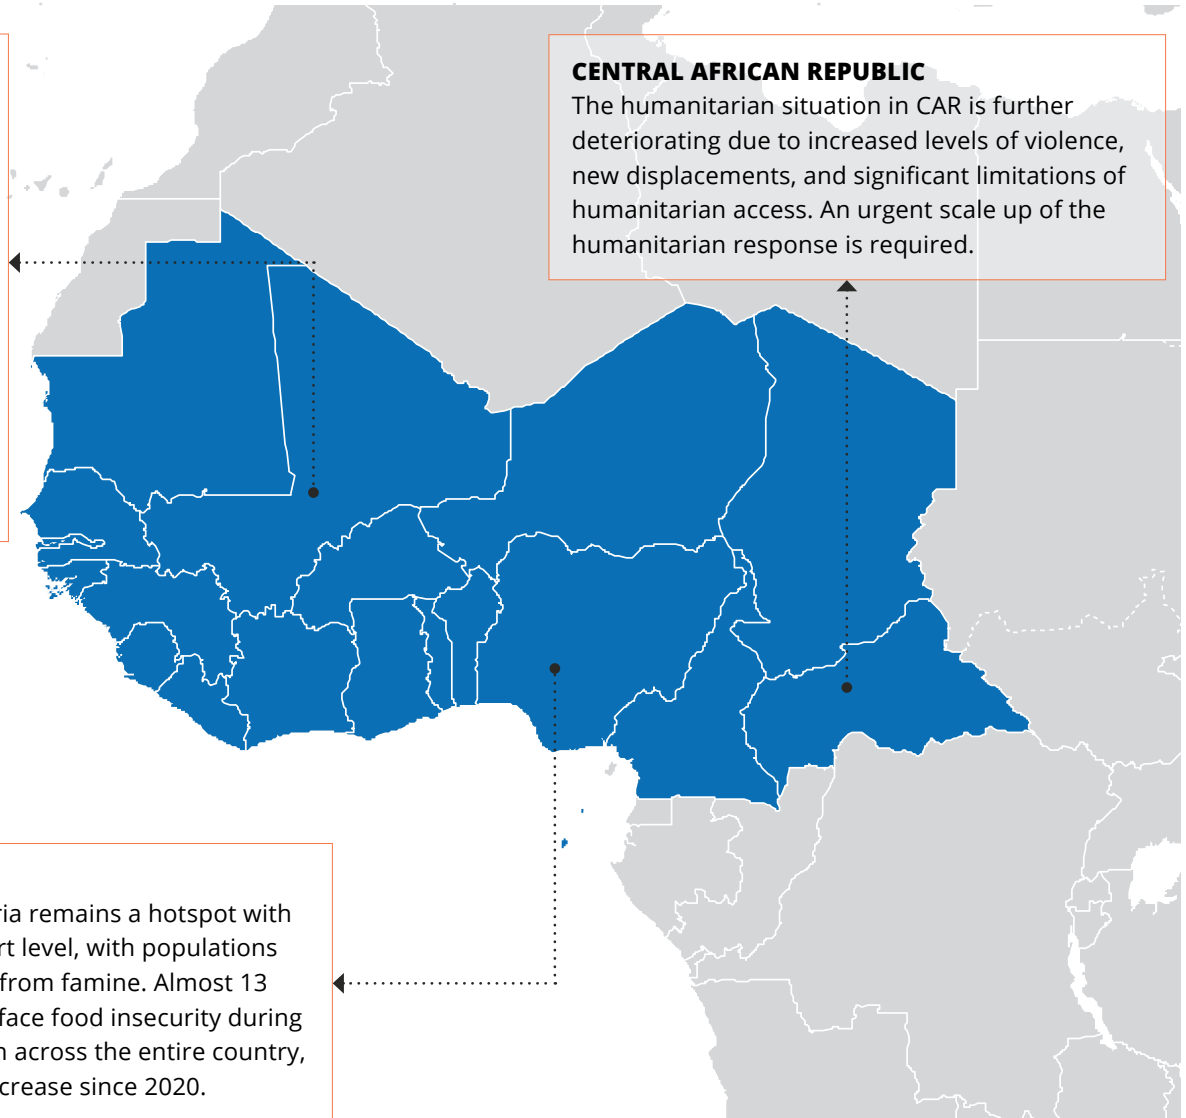 CENTRAL AFRICAN REPUBLIC
The humanitarian situation in CAR is further
deteriorating due to increased levels of violence,
new displacements, and significant limitations of
humanitarian access. An urgent scale up of the
humanitarian response is required.
ria remains a hotspot with
rt level, with populations
from famine. Almost 13
face food insecurity during
n across the entire country,
crease since 2020.